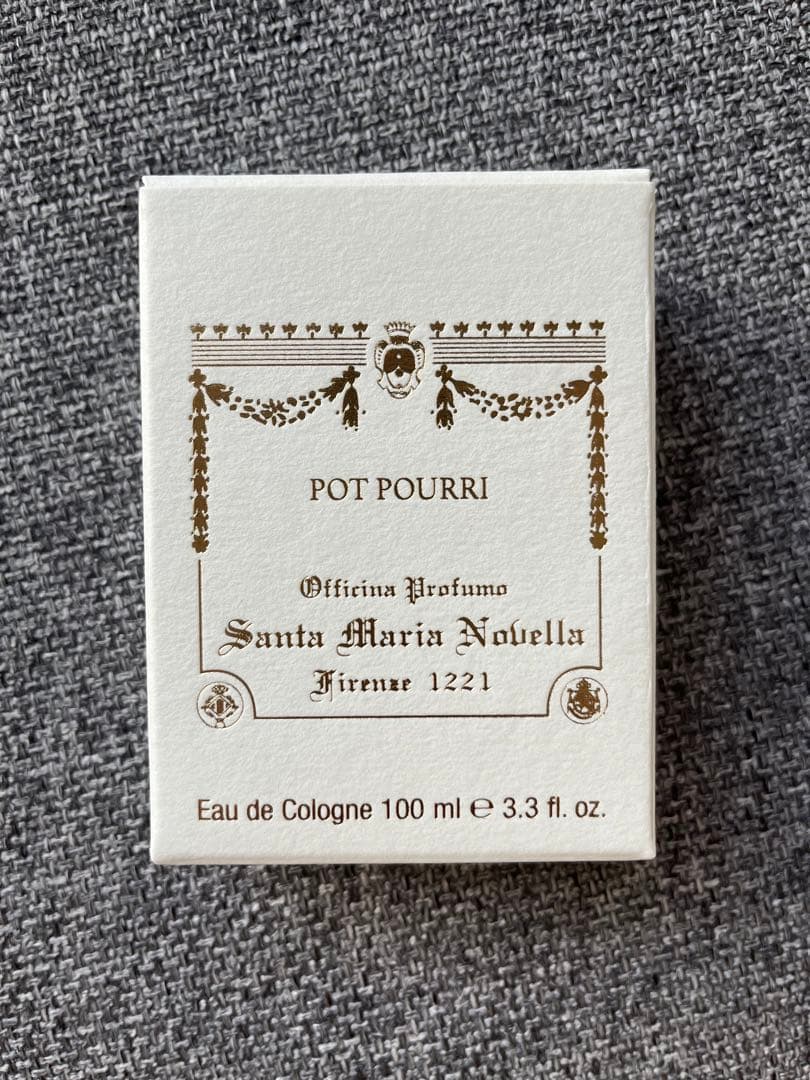 POT POURRI
Officina Profumo
Santa Maria Novella
Firenze 1221
Eau de Cologne 100 ml ℮ 3.3 fl. oz.